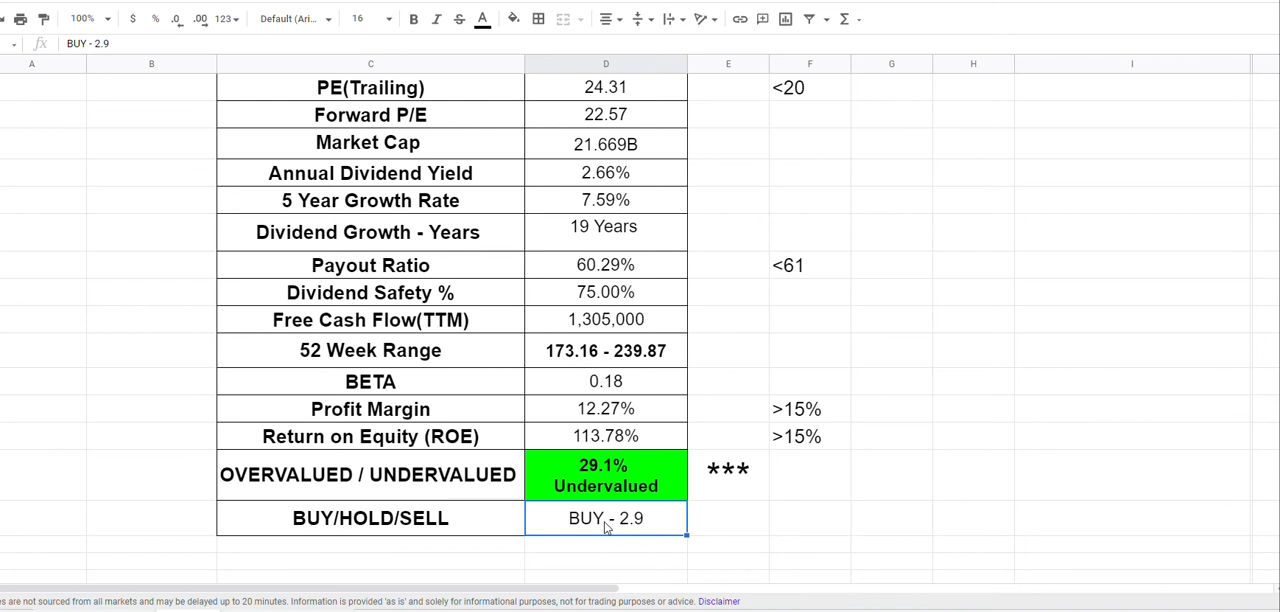 100%
$ % .0 .00 123
Default (Ari...
16
B I S A
fx BUY - 2.9
A B C D E F G H I
PE(Trailing) 24.31 <20
Forward P/E 22.57
Market Cap 21.669B
Annual Dividend Yield 2.66%
5 Year Growth Rate 7.59%
Dividend Growth - Years 19 Years
Payout Ratio 60.29% <61
Dividend Safety % 75.00%
Free Cash Flow(TTM) 1,305,000
52 Week Range 173.16 - 239.87
BETA 0.18
Profit Margin 12.27% >15%
Return on Equity (ROE) 113.78% >15%
OVERVALUED / UNDERVALUED 29.1% ***
Undervalued
BUY/HOLD/SELL BUY - 2.9
es are not sourced from all markets and may be delayed up to 20 minutes. Information is provided 'as is' and solely for informational purposes, not for trading purposes or advice. Disclaimer